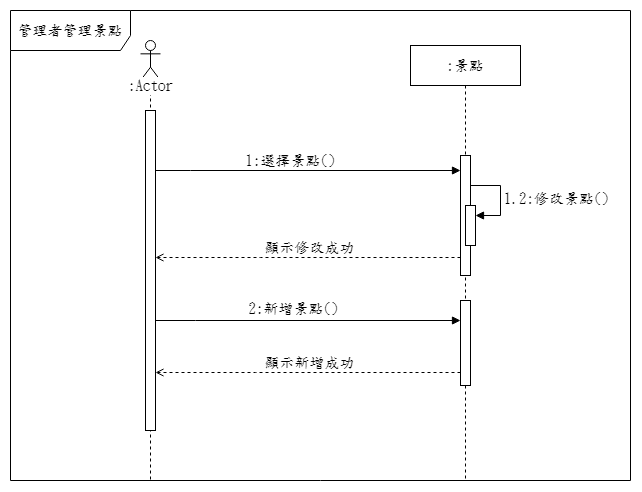 管理者管理景點
:Actor
:景點
1:選擇景點()
1.2:修改景點()
顯示修改成功
2:新增景點()
顯示新增成功